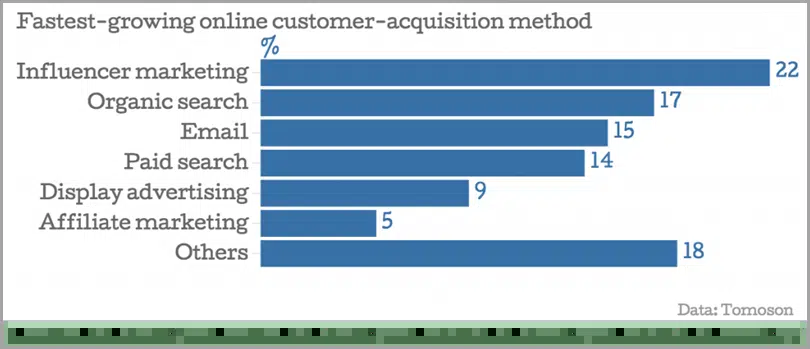 Fastest-growing online customer-acquisition method
%
Influencer marketing 22
Organic search 17
Email 15
Paid search 14
Display advertising 9
Affiliate marketing 5
Others 18
Data: Tomoson